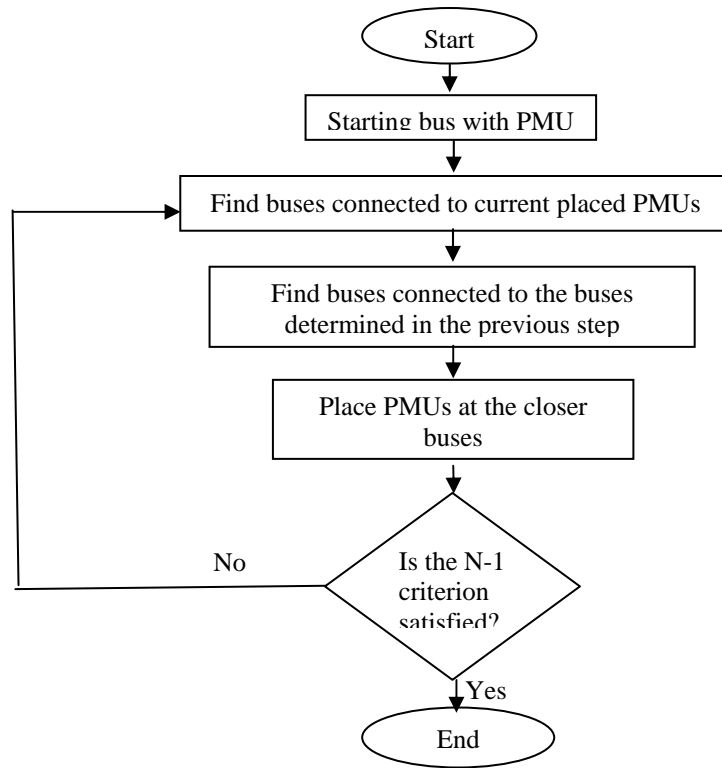 Start
Starting bus with PMU
Find buses connected to current placed PMUs
Find buses connected to the buses
determined in the previous step
Place PMUs at the closer
buses
No
Is the N-1
criterion
satisfied?
Yes
End